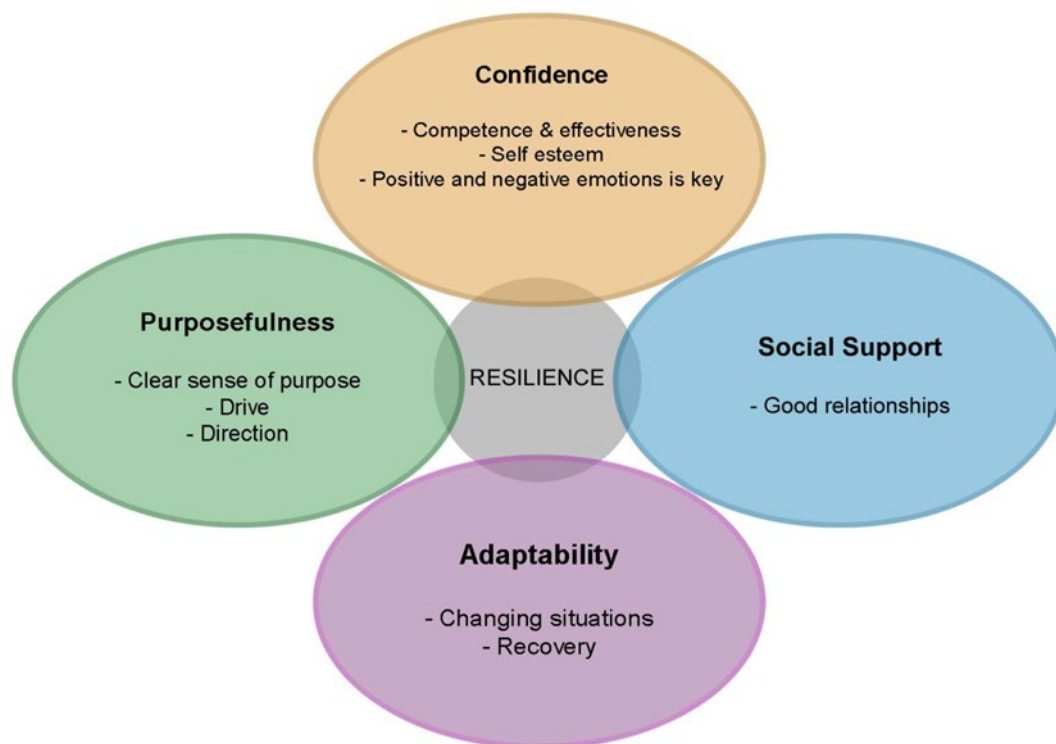 Confidence
- Competence & effectiveness
- Self esteem
- Positive and negative emotions is key
Purposefulness
- Clear sense of purpose
- Drive
- Direction
RESILIENCE
Social Support
- Good relationships
Adaptability
- Changing situations
- Recovery